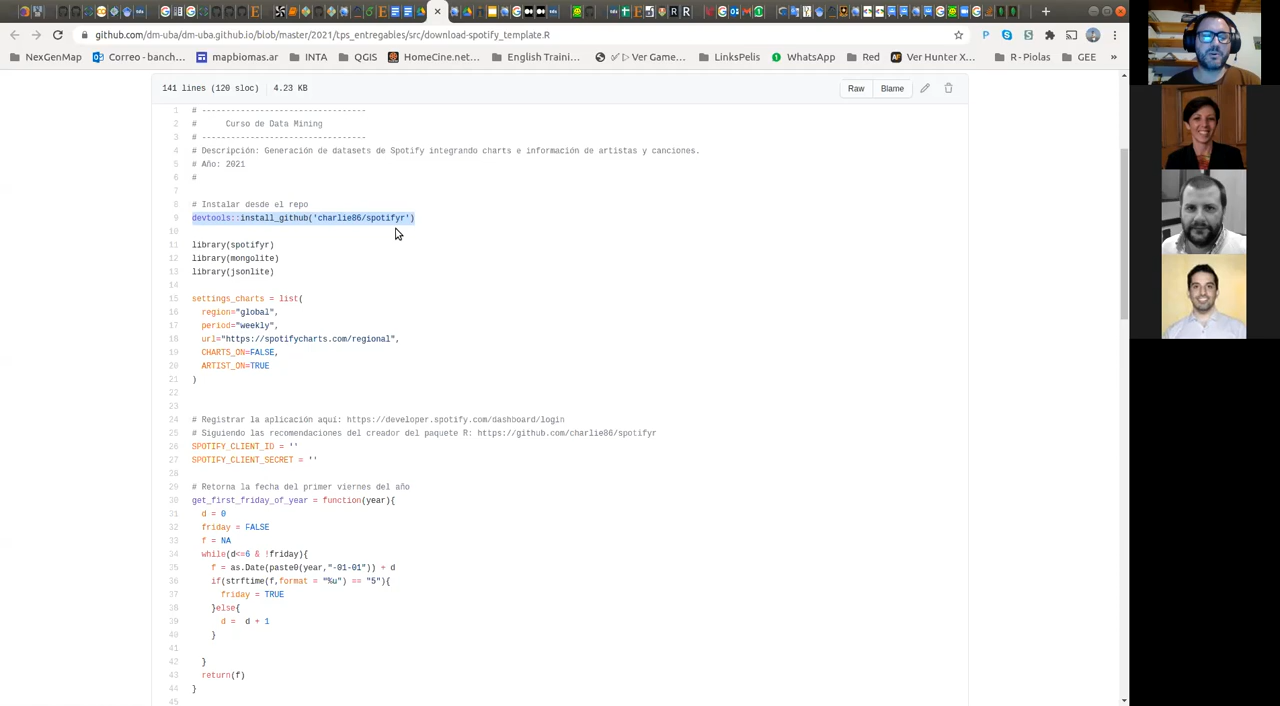 github.com/dm-uba/dm-uba.github.io/blob/master/2021/tps_entregables/src/download-spotify_template.R
NexGenMap
Correo - banch...
mapbiomas.ar
INTA
QGIS
HomeCine.net...
English Traini...
Ver Game...
LinksPelis
WhatsApp
Red
Ver Hunter X...
R - Piolas
GEE
»
141 lines (120 sloc) | 4.23 KB
Raw
Blame
1 # ----------------------------------
2 # Curso de Data Mining
3 # ----------------------------------
4 # Descripción: Generación de datasets de Spotify integrando charts e información de artistas y canciones.
5 # Año: 2021
6 #
7
8 # Instalar desde el repo
9 devtools::install_github('charlie86/spotifyr')
10
11 library(spotifyr)
12 library(mongolite)
13 library(jsonlite)
14
15 settings_charts = list(
16 region="global",
17 period="weekly",
18 url="https://spotifycharts.com/regional",
19 CHARTS_ON=FALSE,
20 ARTIST_ON=TRUE
21 )
22
23
24 # Registrar la aplicación aquí: https://developer.spotify.com/dashboard/login
25 # Siguiendo las recomendaciones del creador del paquete R: https://github.com/charlie86/spotifyr
26 SPOTIFY_CLIENT_ID = ''
27 SPOTIFY_CLIENT_SECRET = ''
28
29 # Retorna la fecha del primer viernes del año
30 get_first_friday_of_year = function(year){
31 d = 0
32 friday = FALSE
33 f = NA
34 while(d<=6 & !friday){
35 f = as.Date(paste0(year,"-01-01")) + d
36 if(strftime(f,format = "%u") == "5"){
37 friday = TRUE
38 }else{
39 d = d + 1
40 }
41
42 }
43 return(f)
44 }
45